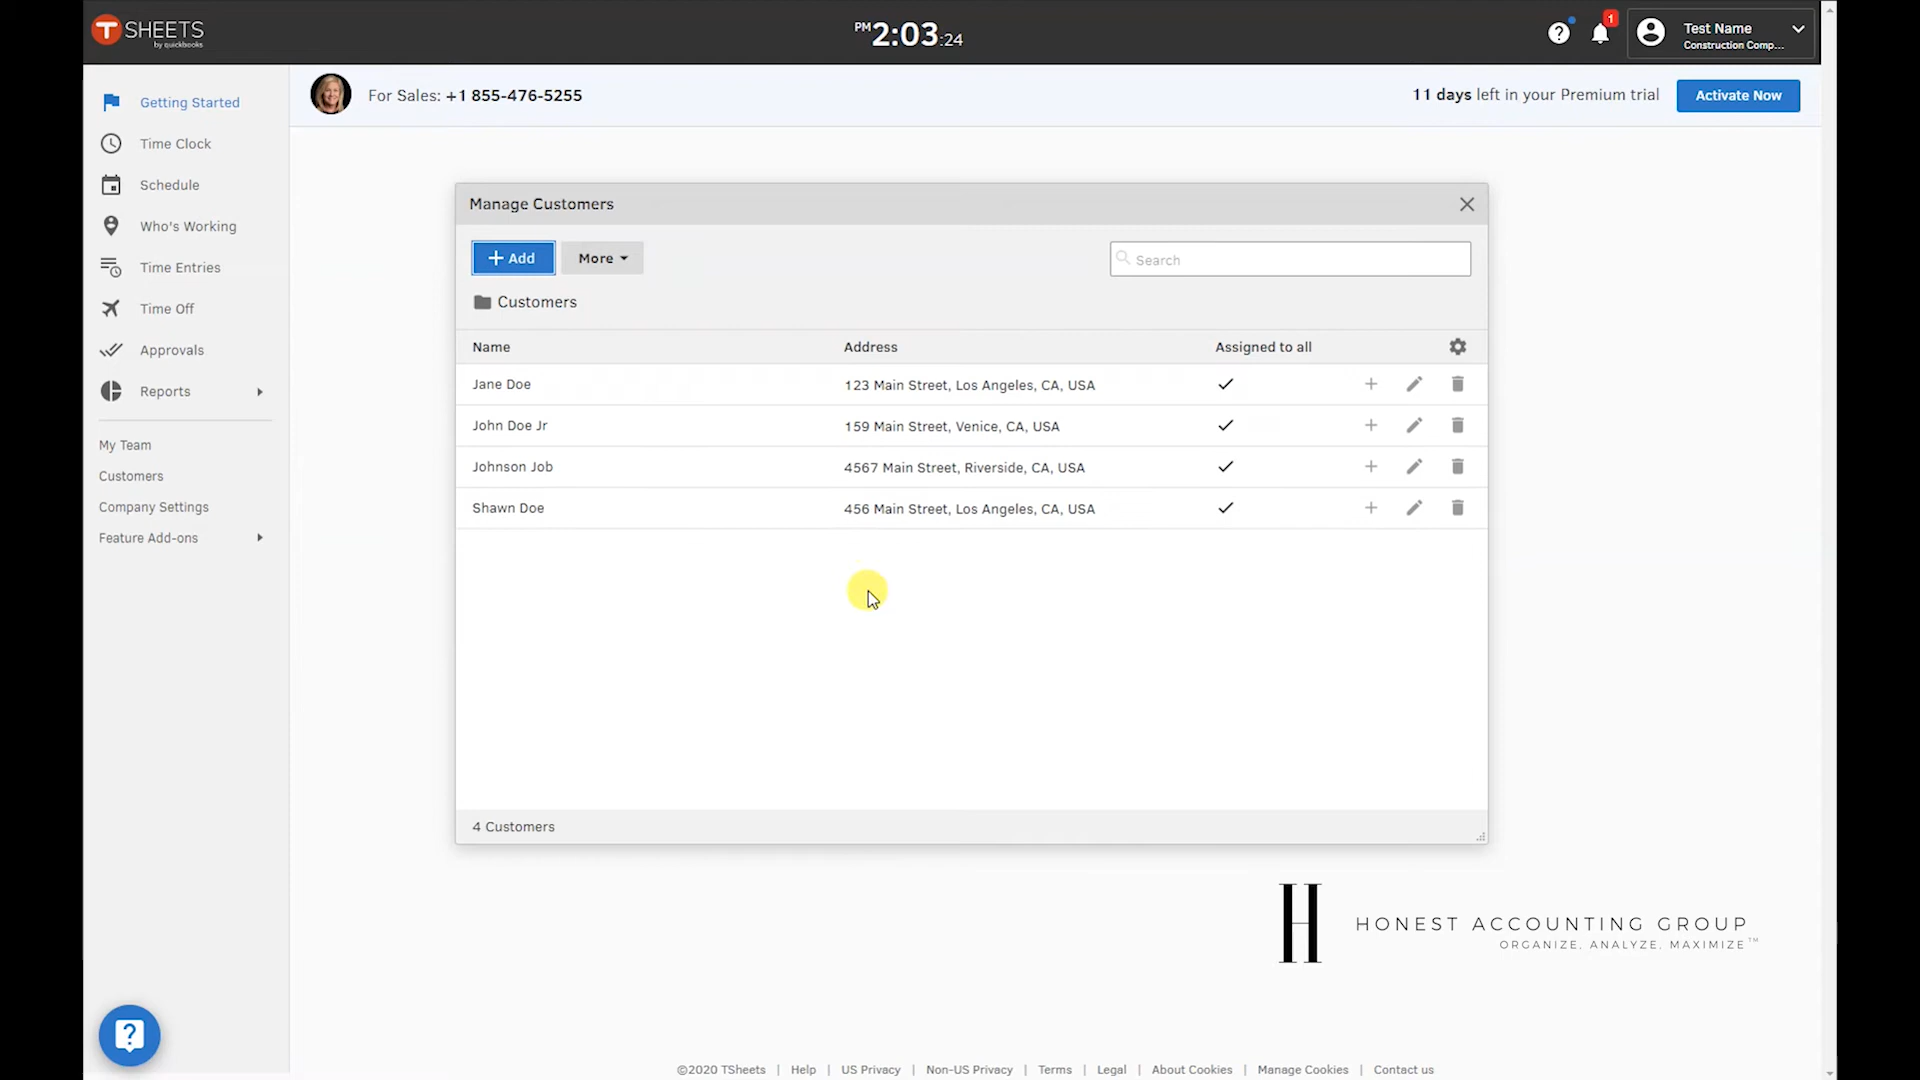 T SHEETS
by quickbooks
PM 2:03:24
1
Test Name
Construction Comp...
Getting Started
Time Clock
Schedule
Who's Working
Time Entries
Time Off
Approvals
Reports
My Team
Customers
Company Settings
Feature Add-ons
For Sales: +1 855-476-5255
11 days left in your Premium trial
Activate Now
Manage Customers
+ Add
More
Search
Customers
Name Address Assigned to all
Jane Doe 123 Main Street, Los Angeles, CA, USA
John Doe Jr 159 Main Street, Venice, CA, USA
Johnson Job 4567 Main Street, Riverside, CA, USA
Shawn Doe 456 Main Street, Los Angeles, CA, USA
4 Customers
H HONEST ACCOUNTING GROUP
ORGANIZE. ANALYZE. MAXIMIZE™
©2020 TSheets | Help | US Privacy | Non-US Privacy | Terms | Legal | About Cookies | Manage Cookies | Contact us